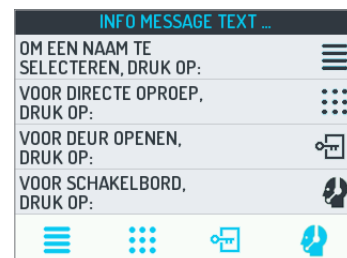 INFO MESSAGE TEXT ...
OM EEN NAAM TE
SELECTEREN, DRUK OP:
VOOR DIRECTE OPROEP,
DRUK OP:
VOOR DEUR OPENEN,
DRUK OP:
VOOR SCHAKELBORD,
DRUK OP: